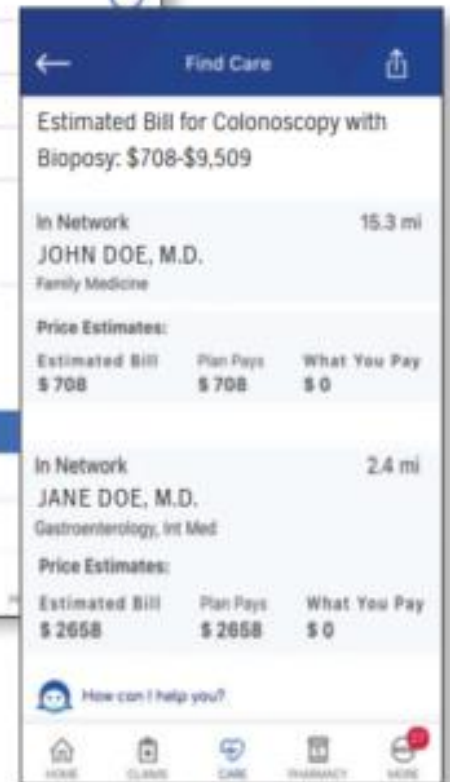 Find Care
Estimated Bill for Colonoscopy with
Bioposy: $708-$9,509
In Network 15.3 mi
JOHN DOE, M.D.
Family Medicine
Price Estimates:
Estimated Bill Plan Pays What You Pay
$ 708 $ 708 $ 0
In Network 2.4 mi
JANE DOE, M.D.
Gastroenterology, Int Med
Price Estimates:
Estimated Bill Plan Pays What You Pay
$ 2658 $ 2658 $ 0
How can I help you?
HOME CLAIMS CARE PHARMACY MORE